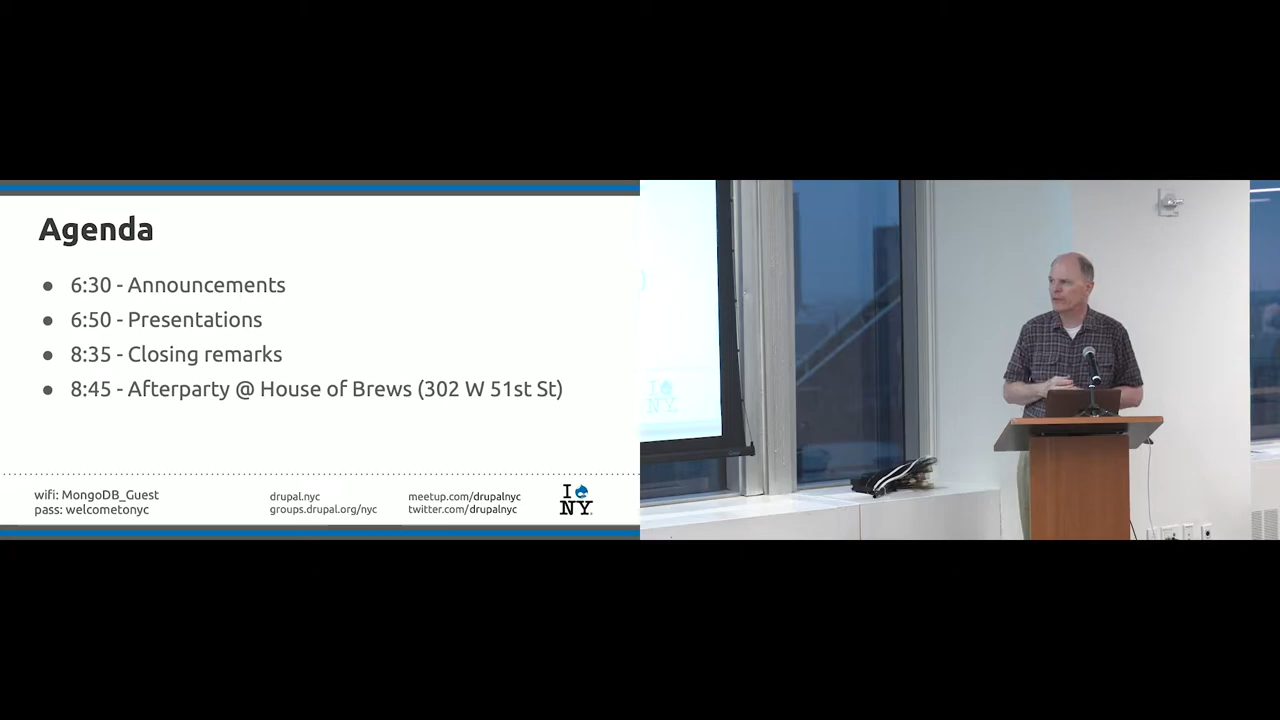 Agenda
● 6:30 - Announcements
● 6:50 - Presentations
● 8:35 - Closing remarks
● 8:45 - Afterparty @ House of Brews (302 W 51st St)
wifi: MongoDB_Guest
pass: welcometonyc
drupal.nyc
groups.drupal.org/nyc
meetup.com/drupalnyc
twitter.com/drupalnyc
I
NY
I
NY